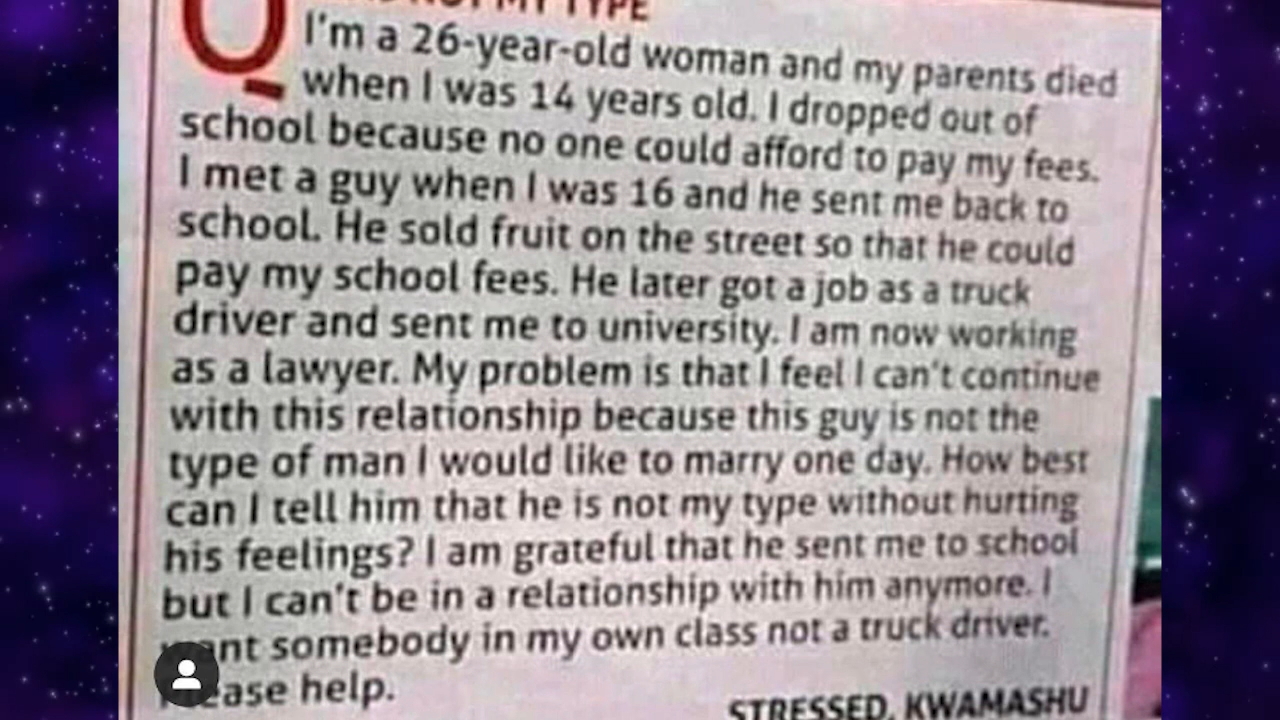 NOT MY TYPE
Q I'm a 26-year-old woman and my parents died
when I was 14 years old. I dropped out of
school because no one could afford to pay my fees.
I met a guy when I was 16 and he sent me back to
school. He sold fruit on the street so that he could
pay my school fees. He later got a job as a truck
driver and sent me to university. I am now working
as a lawyer. My problem is that I feel I can't continue
with this relationship because this guy is not the
type of man I would like to marry one day. How best
can I tell him that he is not my type without hurting
his feelings? I am grateful that he sent me to school
but I can't be in a relationship with him anymore. I
want somebody in my own class not a truck driver.
Please help.
STRESSED, KWAMASHU